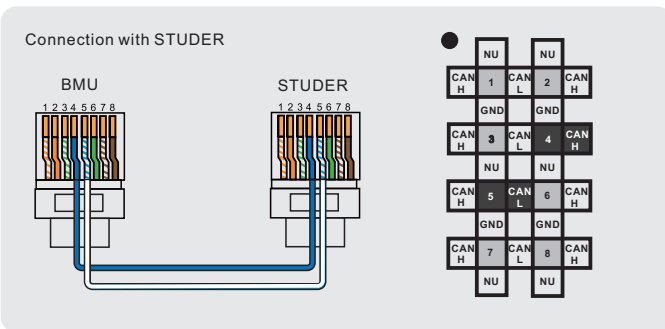 Connection with STUDER
BMU
1 2 3 4 5 6 7 8
STUDER
1 2 3 4 5 6 7 8
NU NU
CAN H 1 CAN L 2 CAN H
GND GND
CAN H 3 CAN L 4 CAN H
NU NU
CAN H 5 CAN L 6 CAN H
GND GND
CAN H 7 CAN L 8 CAN H
NU NU